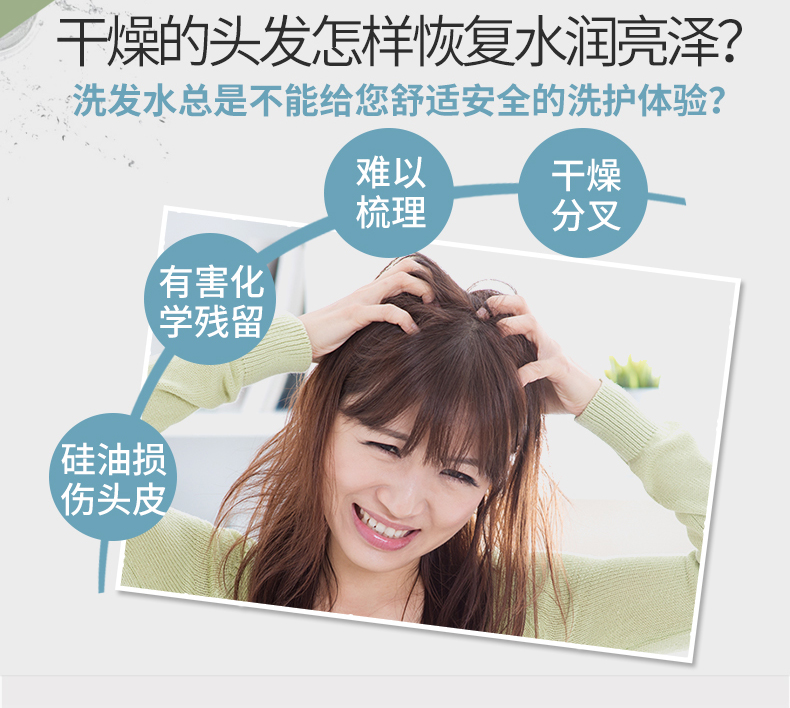 干燥的头发怎样恢复水润亮泽?
洗发水总是不能给您舒适安全的洗护体验?
难以
梳理
干燥
分叉
有害化
学残留
硅油损
伤头皮